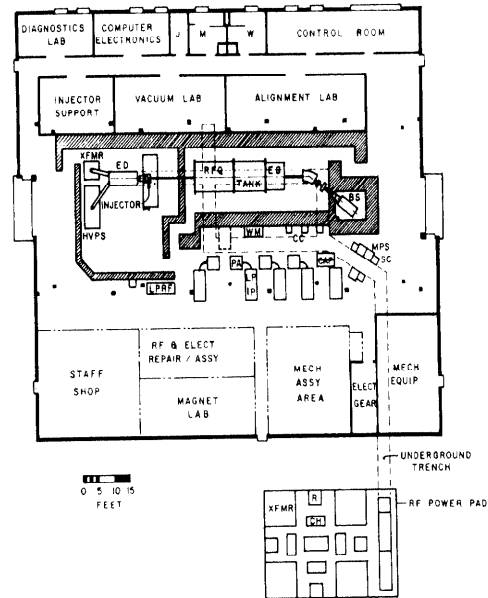 DIAGNOSTICS LAB
COMPUTER ELECTRONICS
J
M
W
CONTROL ROOM
INJECTOR SUPPORT
VACUUM LAB
ALIGNMENT LAB
XFMR
ED
RFQ
TANK
EB
INJECTOR
BS
HVPS
WM
CC
MPS
SC
PA
LP
IP
CAP
LPRF
RF & ELECT
REPAIR / ASSY
STAFF
SHOP
MECH
ASSY
AREA
MECH
EQUIP
ELECT
GEAR
MAGNET
LAB
UNDERGROUND
TRENCH
0 5 10 15
FEET
XFMR
R
CH
RF POWER PAD